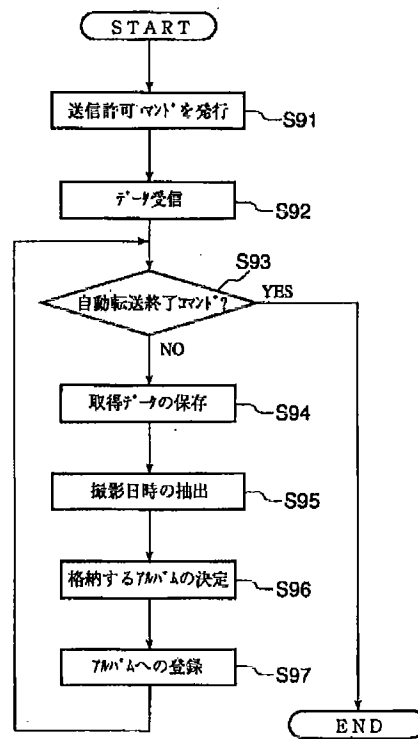 START
送信許可ｺﾏﾝﾄﾞを発行
S91
ﾃﾞｰﾀ受信
S92
S93
自動転送終了ｺﾏﾝﾄﾞ?
YES
NO
取得ﾃﾞｰﾀの保存
S94
撮影日時の抽出
S95
格納するｱﾙﾊﾞﾑの決定
S96
ｱﾙﾊﾞﾑへの登録
S97
END